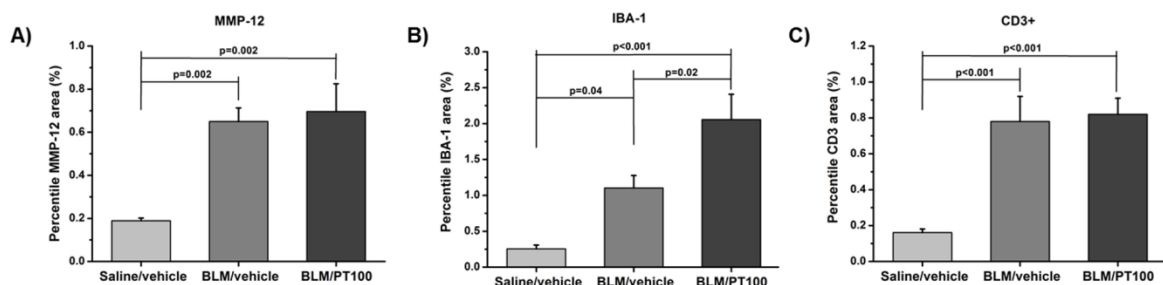 A)
MMP-12
Percentile MMP-12 area (%)
1.0
0.8
0.6
0.4
0.2
0.0
p=0.002
p=0.002
Saline/vehicle BLM/vehicle BLM/PT100
B)
IBA-1
Percentile IBA-1 area (%)
3.0
2.5
2.0
1.5
1.0
0.5
0.0
p<0.001
p=0.02
p=0.04
Saline/vehicle BLM/vehicle BLM/PT100
C)
CD3+
Percentile CD3 area (%)
1.2
1.0
0.8
0.6
0.4
0.2
0.0
p<0.001
p<0.001
Saline/vehicle BLM/vehicle BLM/PT100